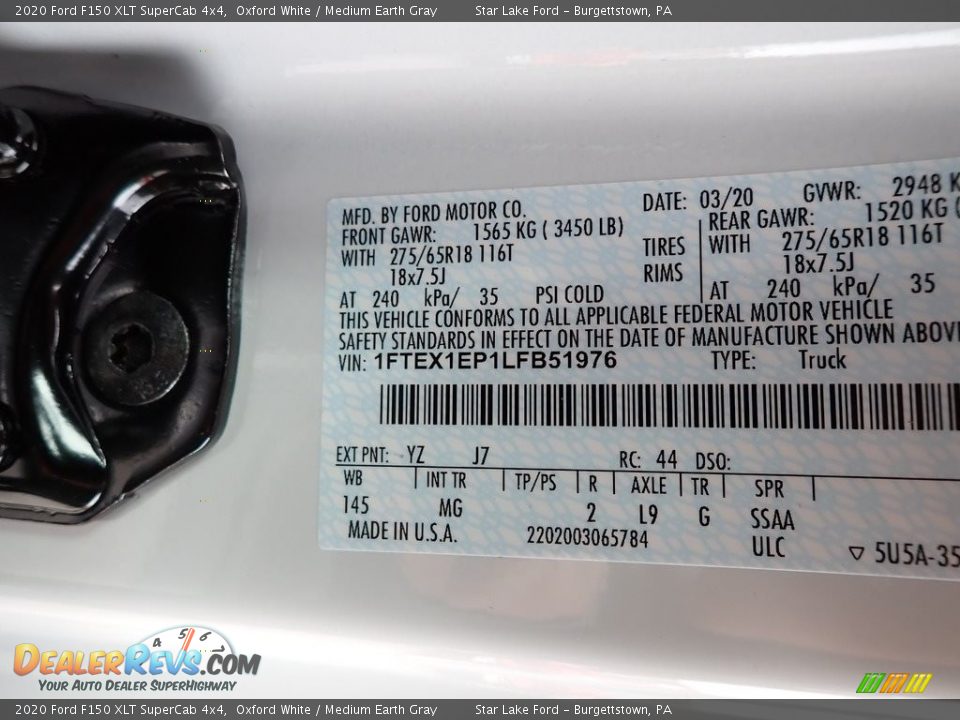 2020 Ford F150 XLT SuperCab 4x4, Oxford White / Medium Earth Gray Star Lake Ford - Burgettstown, PA
MFD. BY FORD MOTOR CO. DATE: 03/20 GVWR: 2948 K
FRONT GAWR: 1565 KG ( 3450 LB) REAR GAWR: 1520 KG (
WITH 275/65R18 116T TIRES WITH 275/65R18 116T
18x7.5J RIMS 18x7.5J
AT 240 kPa/ 35 PSI COLD AT 240 kPa/ 35
THIS VEHICLE CONFORMS TO ALL APPLICABLE FEDERAL MOTOR VEHICLE
SAFETY STANDARDS IN EFFECT ON THE DATE OF MANUFACTURE SHOWN ABOVE
VIN: 1FTEX1EP1LFB51976 TYPE: Truck
EXT PNT: YZ J7 RC: 44 DSO:
WB INT TR TP/PS R AXLE TR SPR
145 MG 2 L9 G SSAA
MADE IN U.S.A. 2202003065784 ULC ▽ 5U5A-35
4 5 6
DEALERREVS.COM
YOUR AUTO DEALER SUPERHIGHWAY
2020 Ford F150 XLT SuperCab 4x4, Oxford White / Medium Earth Gray Star Lake Ford - Burgettstown, PA